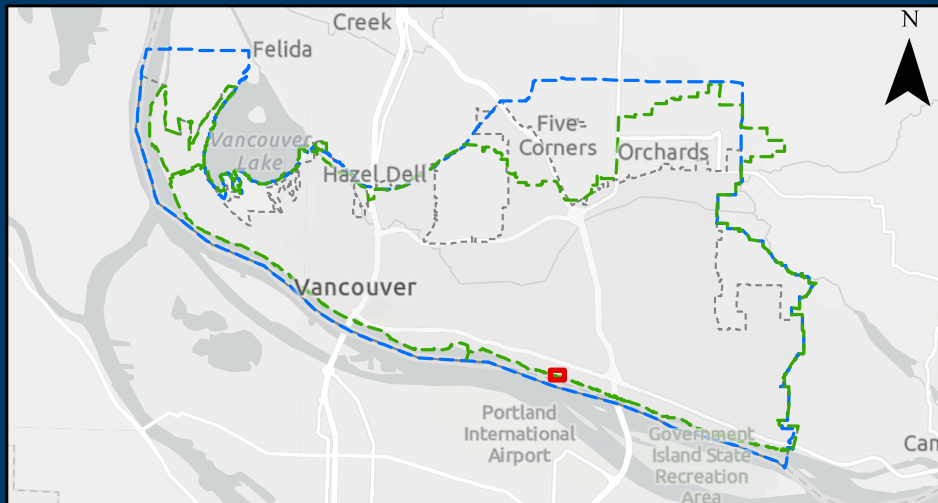 Creek
N
Felida
Vancouver
Lake
Five-
Corners
Orchards
Hazel Dell
Vancouver
Portland
International
Airport
Government
Island State
Recreation
Area
Cam